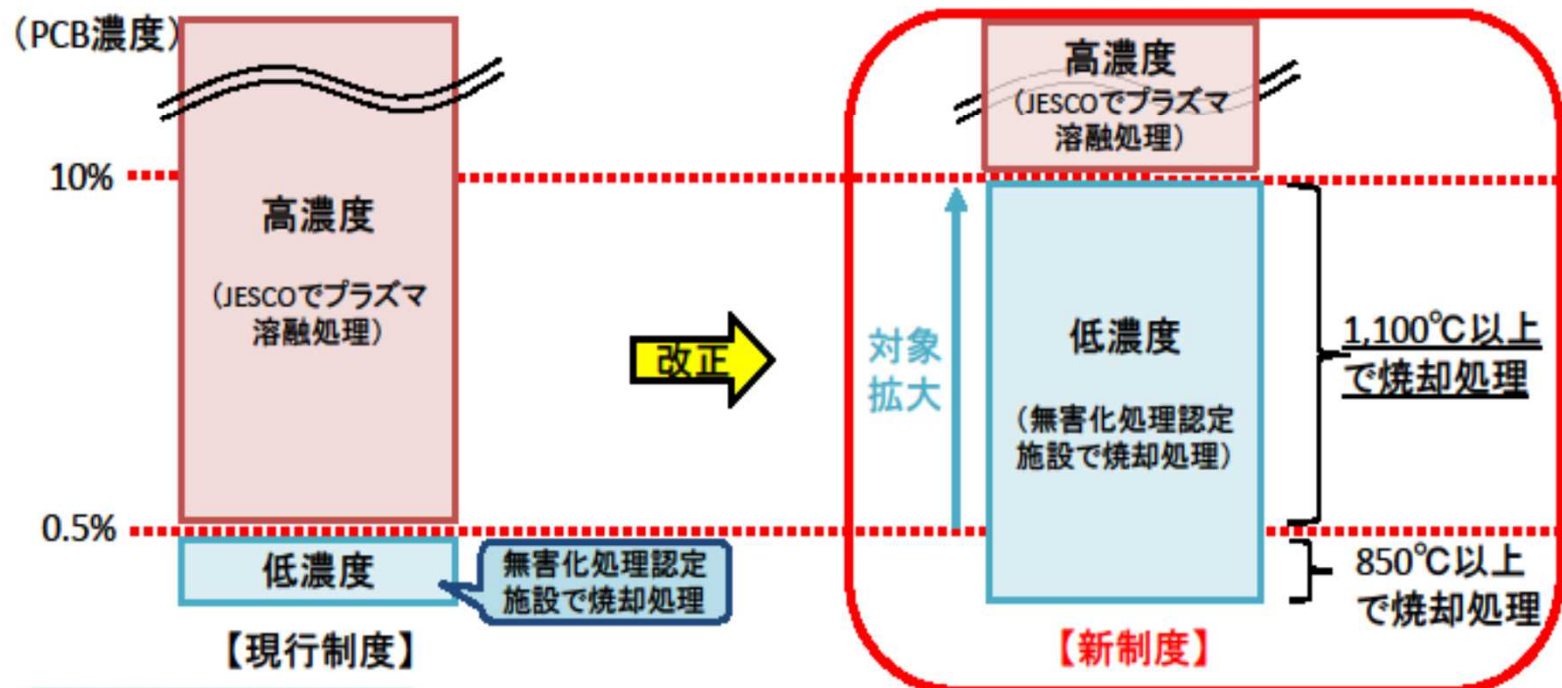 （PCB濃度）
10%
0.5%
高濃度
（JESCOでプラズマ
溶融処理）
低濃度
無害化処理認定
施設で焼却処理
【現行制度】
改正
高濃度
（JESCOでプラズマ
溶融処理）
対象
拡大
低濃度
（無害化処理認定
施設で焼却処理）
1,100℃以上
で焼却処理
850℃以上
で焼却処理
【新制度】